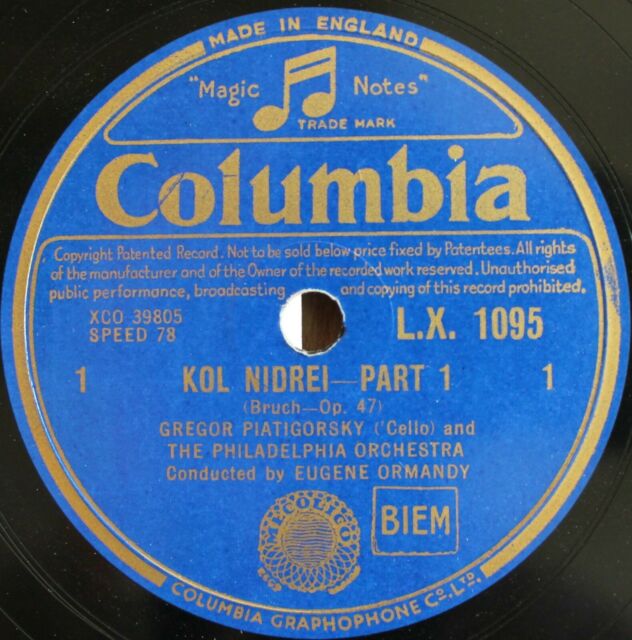 MADE IN ENGLAND
"Magic Notes"
TRADE MARK
Columbia
Copyright Patented Record. Not to be sold below price fixed by Patentees. All rights
of the manufacturer and of the Owner of the recorded work reserved. Unauthorised
public performance, broadcasting and copying of this record prohibited.
XCO 39805
SPEED 78
L.X. 1095
1 KOL NIDREI—PART 1 1
(Bruch—Op. 47)
GREGOR PIATIGORSKY ('Cello) and
THE PHILADELPHIA ORCHESTRA
Conducted by EUGENE ORMANDY
BIEM
COLUMBIA GRAPHOPHONE CO. LTD.